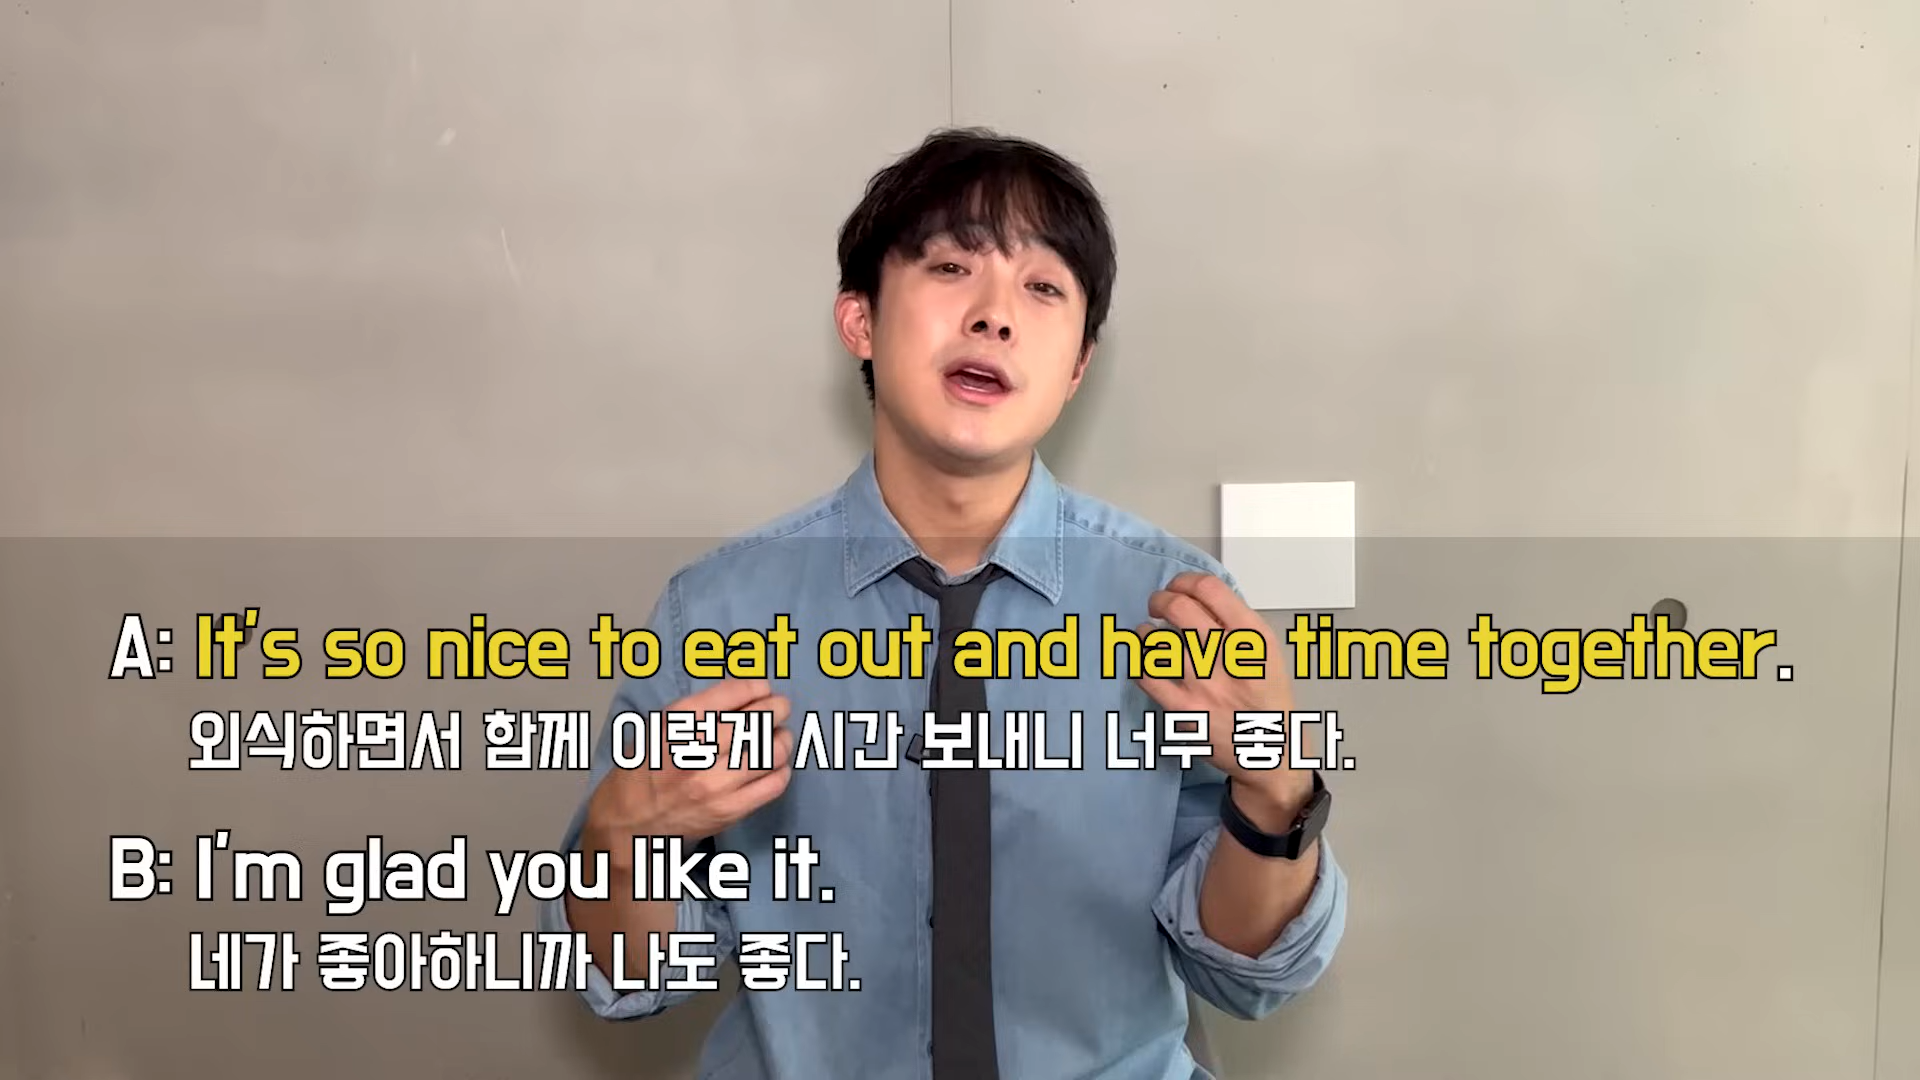 A: It's so nice to eat out and have time together.
외식하면서 함께 이렇게 시간 보내니 너무 좋다.
B: I'm glad you like it.
네가 좋아하니까 나도 좋다.